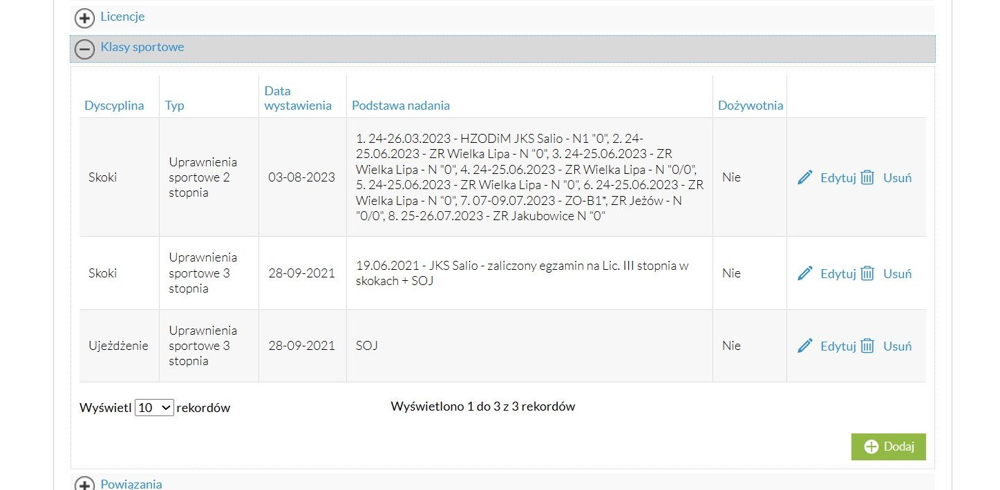 Licencje
Klasy sportowe
Dyscyplina
Typ
Data
wystawienia
Podstawa nadania
Dożywotnia
Skoki
Uprawnienia
sportowe 2
stopnia
03-08-2023
1. 24-26.03.2023 - HZODiM JKS Salio - N1 "0", 2. 24-
25.06.2023 - ZR Wielka Lipa - N "0", 3. 24-25.06.2023 - ZR
Wielka Lipa - N "0", 4. 24-25.06.2023 - ZR Wielka Lipa - N "0/0",
5. 24-25.06.2023 - ZR Wielka Lipa - N "0", 6. 24-25.06.2023 - ZR
Wielka Lipa - N "0", 7. 07-09.07.2023 - ZO-B1*, ZR Jeżów - N
"0/0", 8. 25-26.07.2023 - ZR Jakubowice N "0"
Nie
Edytuj Usuń
Skoki
Uprawnienia
sportowe 3
stopnia
28-09-2021
19.06.2021 - JKS Salio - zaliczony egzamin na Lic. III stopnia w
skokach + SOJ
Nie
Edytuj Usuń
Ujeżdżenie
Uprawnienia
sportowe 3
stopnia
28-09-2021
SOJ
Nie
Edytuj Usuń
Wyświetl 10 rekordów
Wyświetlono 1 do 3 z 3 rekordów
Dodaj
Powiązania